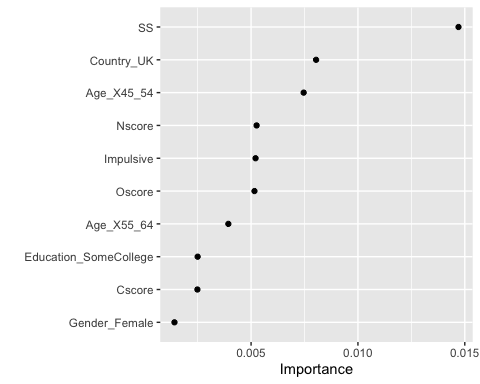 SS
Country_UK
Age_X45_54
Nscore
Impulsive
Oscore
Age_X55_64
Education_SomeCollege
Cscore
Gender_Female
0.005 0.010 0.015
Importance